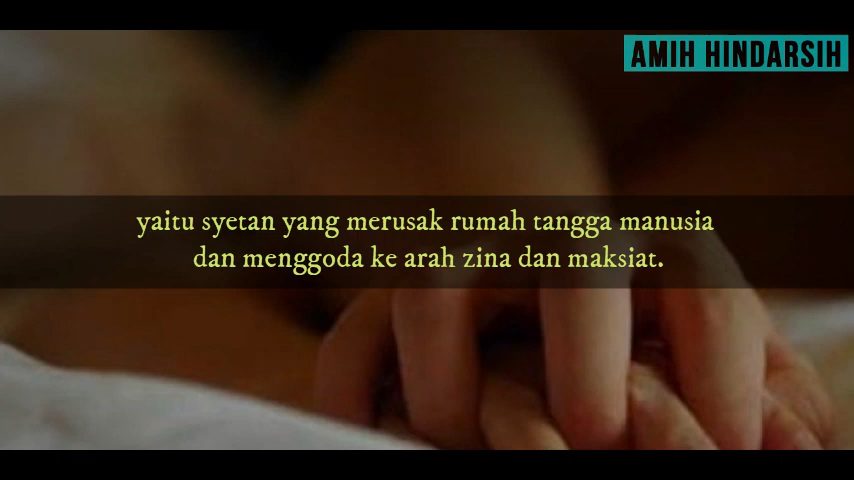 AMIH HINDARSIH
yaitu syetan yang merusak rumah tangga manusia
dan menggoda ke arah zina dan maksiat.